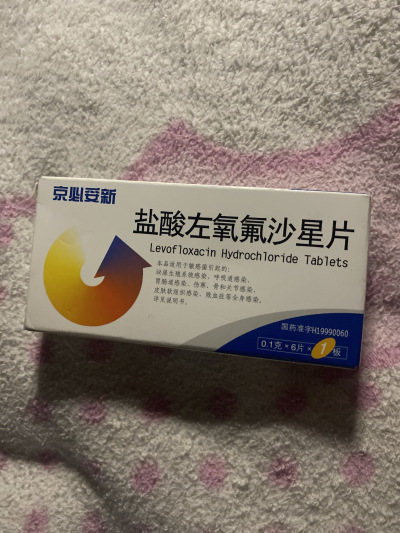 京必妥新
盐酸左氧氟沙星片
Levofloxacin Hydrochloride Tablets
本品适用于敏感菌引起的:
泌尿生殖系统感染、呼吸道感染、
胃肠道感染、伤寒、骨和关节感染、
皮肤软组织感染、败血症等全身感染。
详见说明书。
国药准字H19990060
0.1克×6片×1板